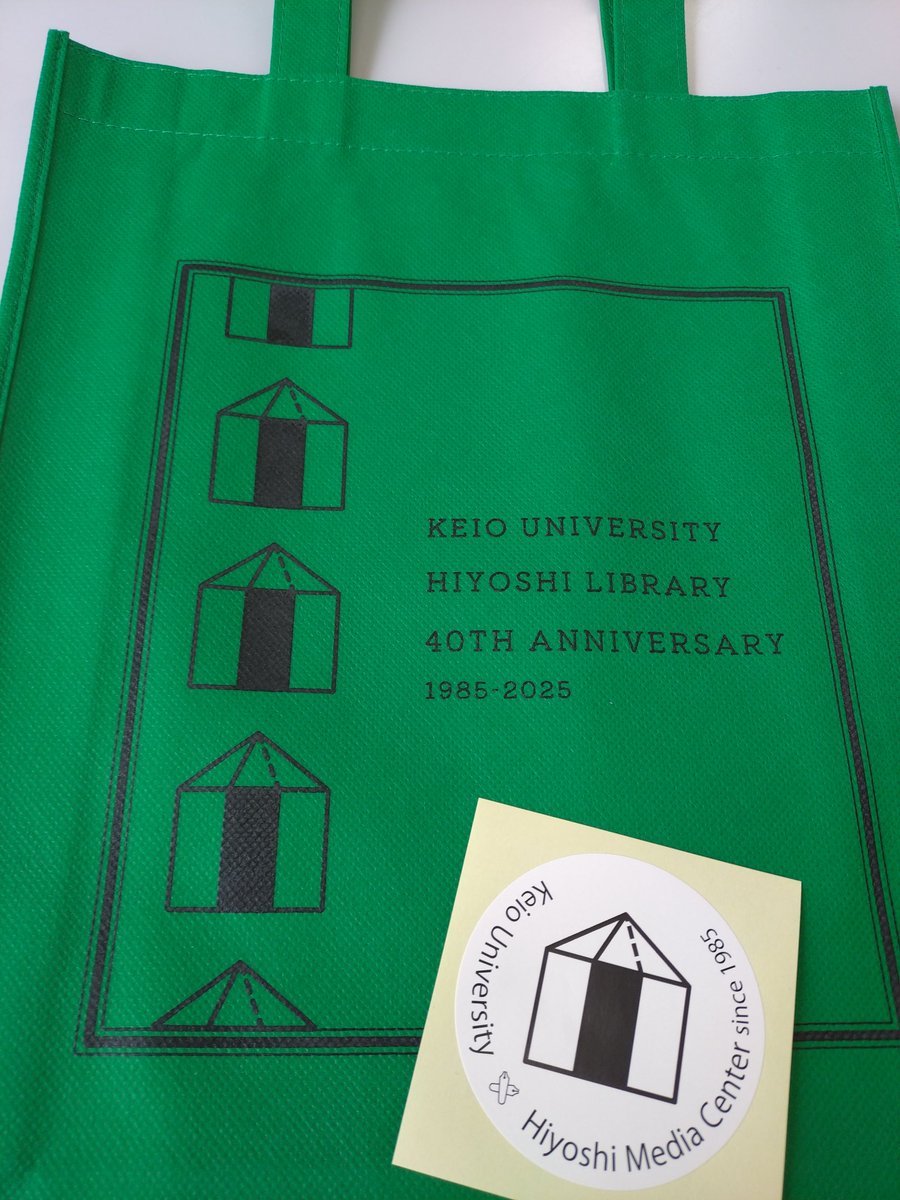 KEIO UNIVERSITY
HIYOSHI LIBRARY
40TH ANNIVERSARY
1985-2025
Keio University
Hiyoshi Media Center since 1985